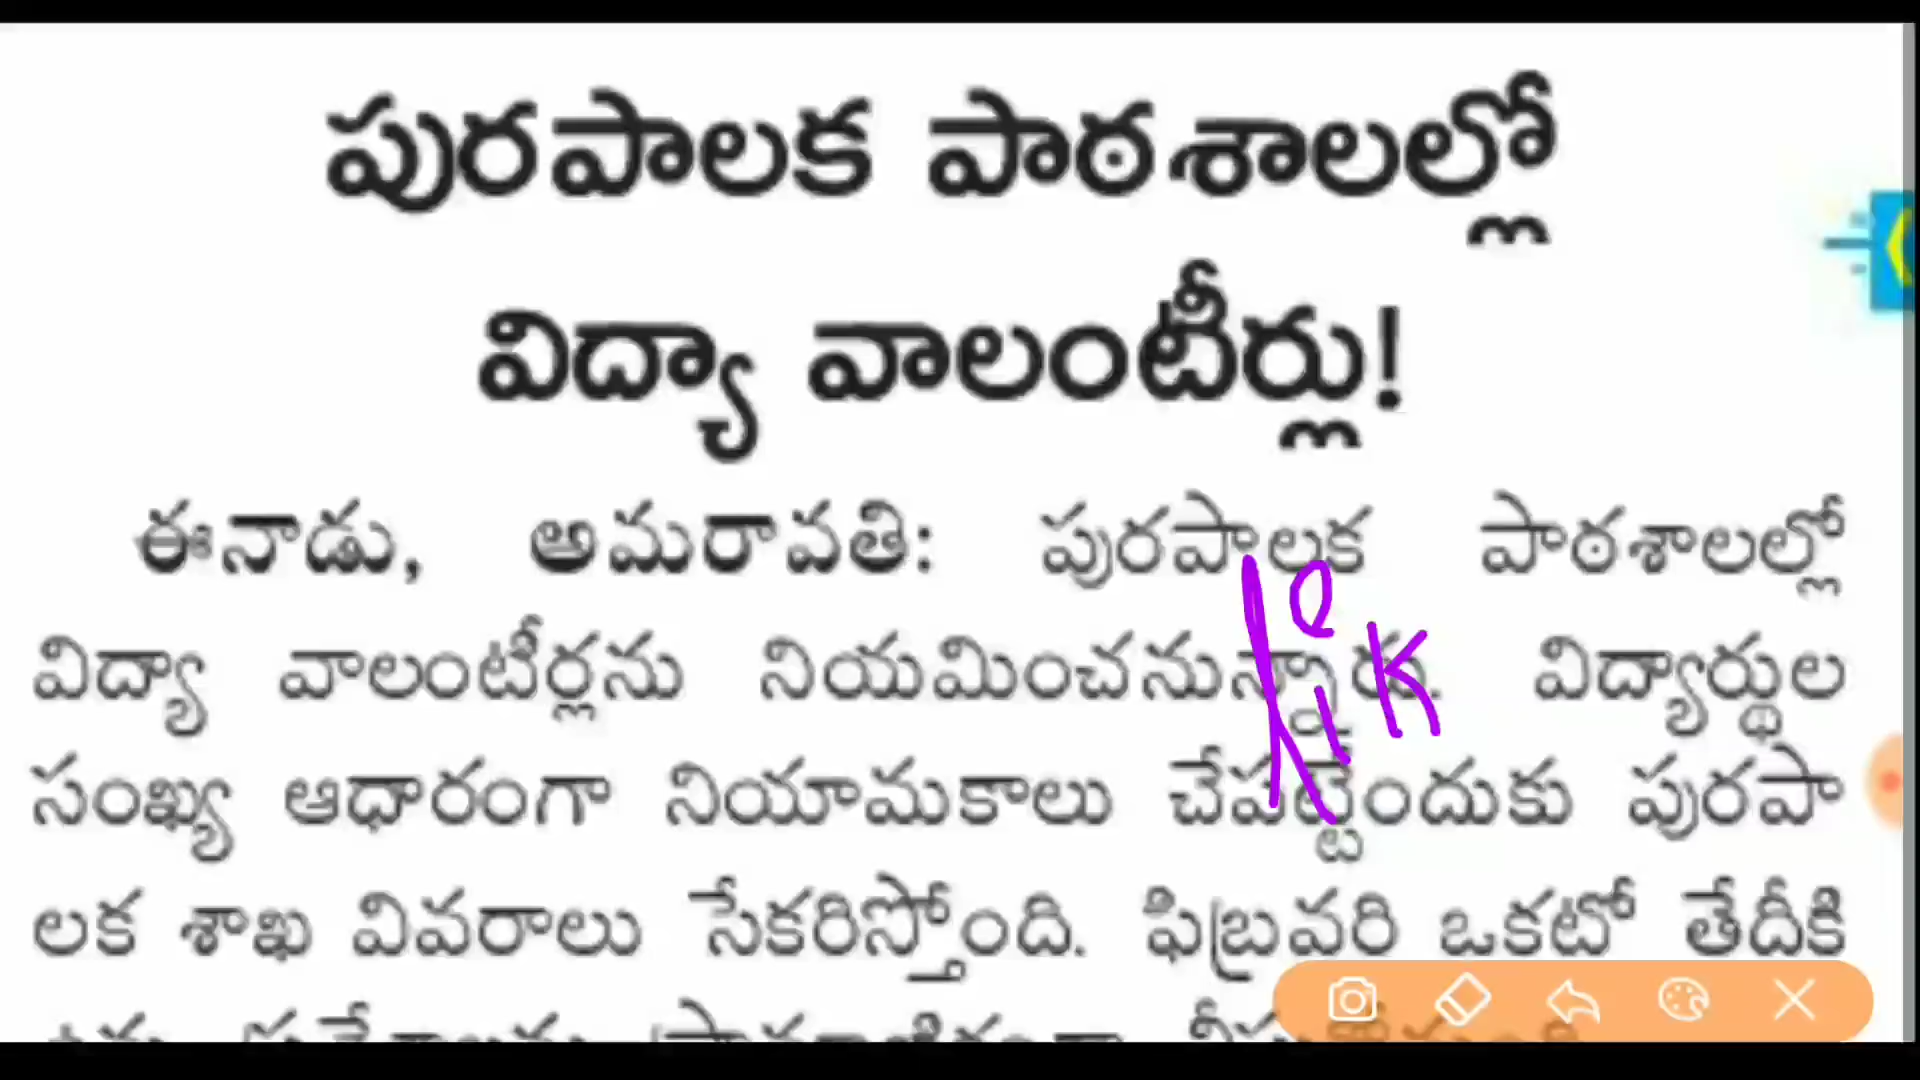 పురపాలక పాఠశాలల్లో
విద్యా వాలంటీర్లు!
ఈనాడు, అమరావతి: పురపాలక పాఠశాలల్లో
విద్యా వాలంటీర్లను నియమించనున్నారు. విద్యార్థుల
సంఖ్య ఆధారంగా నియామకాలు చేపట్టేందుకు పురపా
లక శాఖ వివరాలు సేకరిస్తోంది. ఫిబ్రవరి ఒకటో తేదీకి